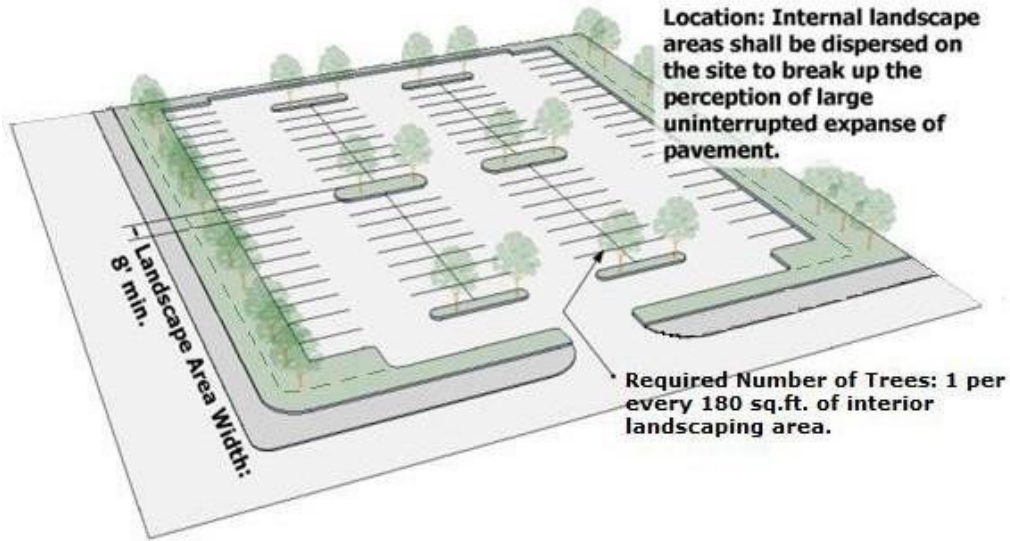 Location: Internal landscape
areas shall be dispersed on
the site to break up the
perception of large
uninterrupted expanse of
pavement.
Landscape Area Width:
8' min.
Required Number of Trees: 1 per
every 180 sq.ft. of interior
landscaping area.